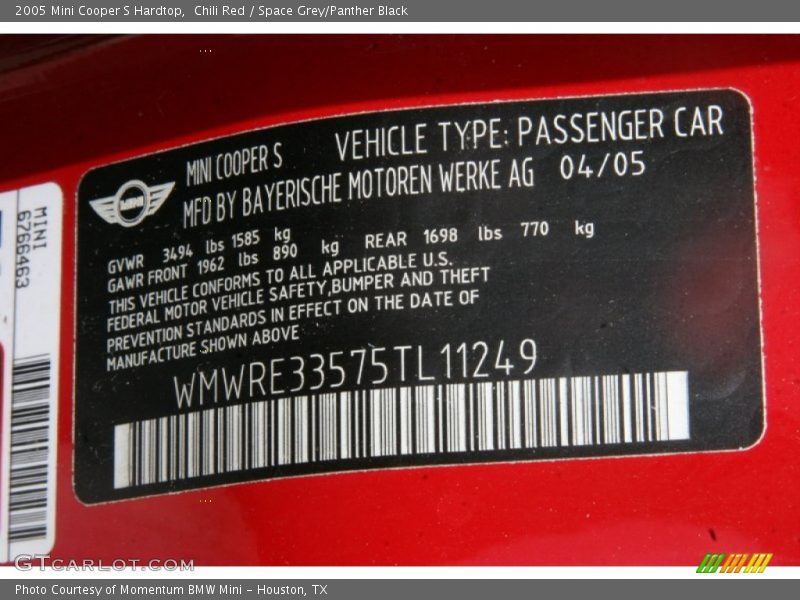 2005 Mini Cooper S Hardtop,  Chili Red / Space Grey/Panther Black
MINI COOPER S VEHICLE TYPE: PASSENGER CAR
MINI
MFD BY BAYERISCHE MOTOREN WERKE AG 04/05
GVWR 3494 lbs 1585 kg
GAWR FRONT 1962 lbs 890 kg REAR 1698 lbs 770 kg
THIS VEHICLE CONFORMS TO ALL APPLICABLE U.S.
FEDERAL MOTOR VEHICLE SAFETY,BUMPER AND THEFT
PREVENTION STANDARDS IN EFFECT ON THE DATE OF
MANUFACTURE SHOWN ABOVE
WMWRE33575TL11249
MINI
6766463
GTCARLOT.COM
Photo Courtesy of Momentum BMW Mini - Houston, TX